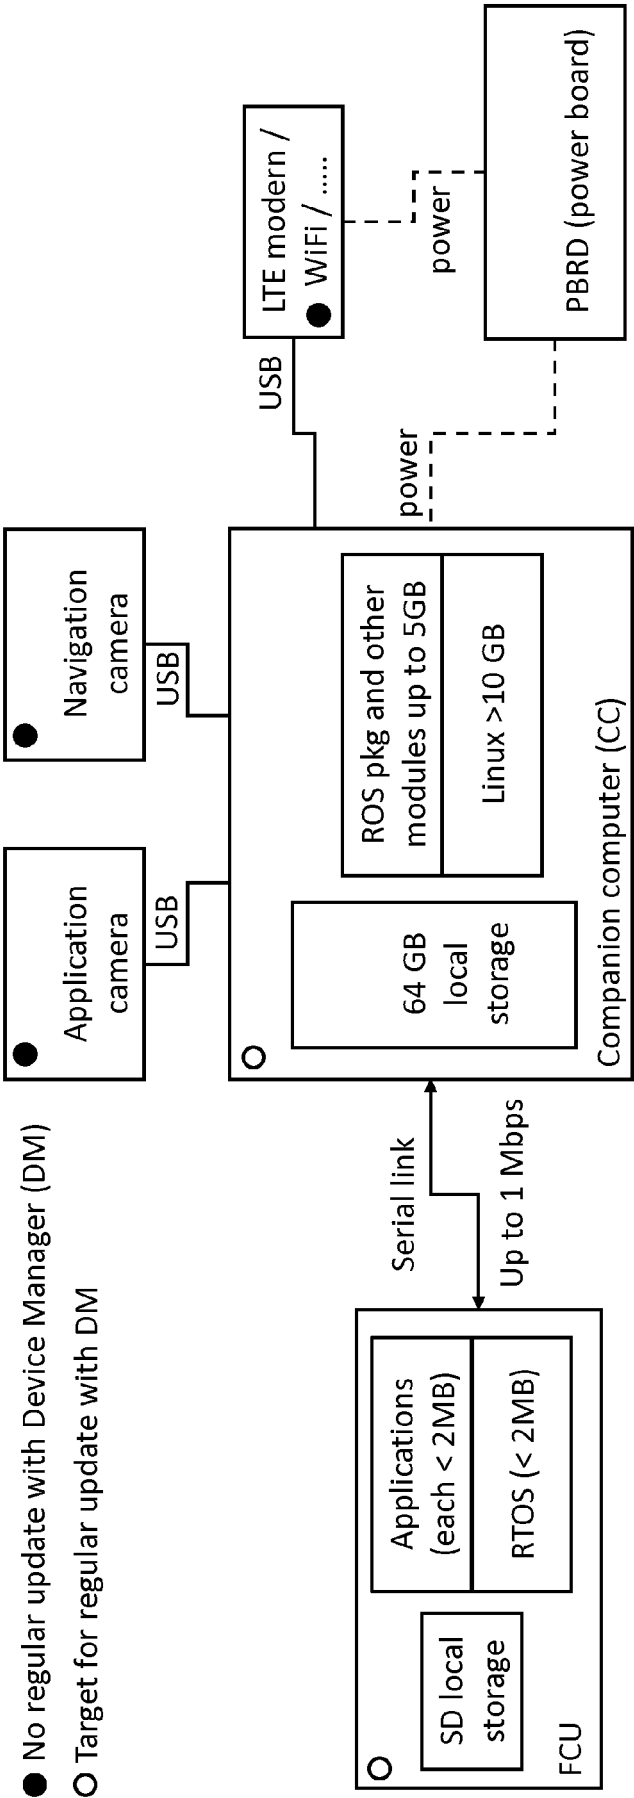 No regular update with Device Manager (DM)
Target for regular update with DM
Application
camera
Navigation
camera
USB
USB
USB
LTE modern /
WiFi / .....
power
power
PBRD (power board)
SD local
storage
Applications
(each < 2MB)
RTOS (< 2MB)
FCU
Serial link
Up to 1 Mbps
64 GB
local
storage
ROS pkg and other
modules up to 5GB
Linux >10 GB
Companion computer (CC)